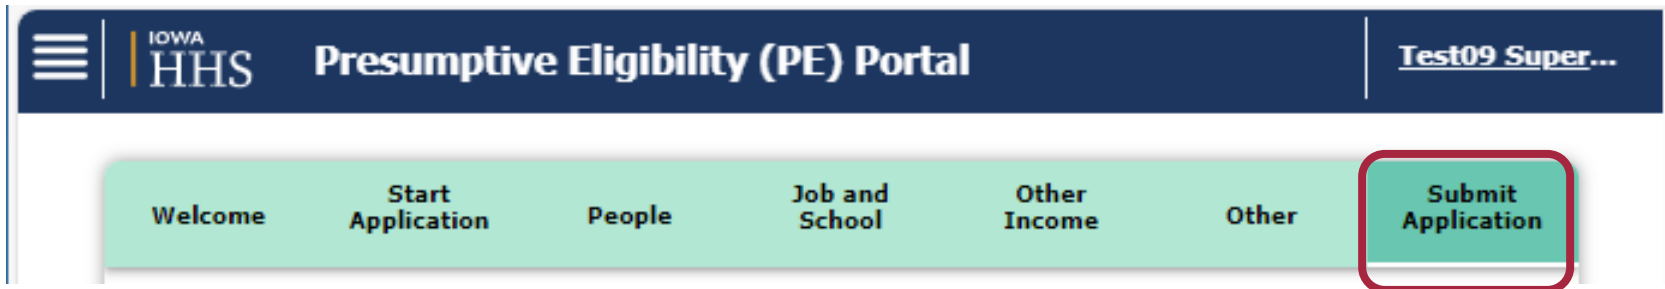 IOWA
HHS
Presumptive Eligibility (PE) Portal
Test09 Super...
Welcome
Start
Application
People
Job and
School
Other
Income
Other
Submit
Application